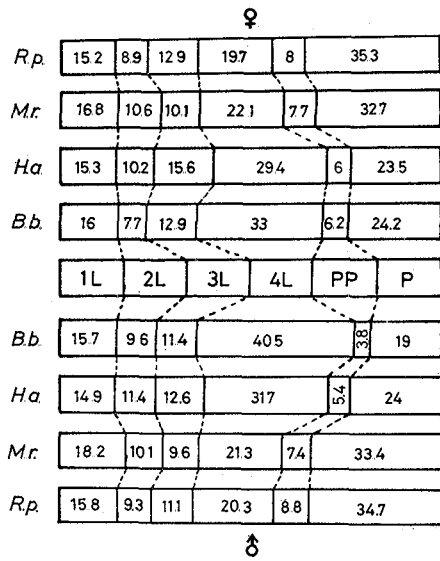 ♀
R.p. 15.2 8.9 12.9 19.7 8 35.3
M.r. 16.8 10.6 10.1 22.1 7.7 32.7
H.a. 15.3 10.2 15.6 29.4 6 23.5
B.b. 16 7.7 12.9 33 6.2 24.2
1L 2L 3L 4L PP P
B.b. 15.7 9 6 11.4 405 3.8 19
H.a. 14.9 11.4 12.6 317 5.4 24
M.r. 18.2 10.1 9.6 21.3 7.4 33.4
R.p. 15.8 9.3 11.1 20.3 8.8 34.7
♂